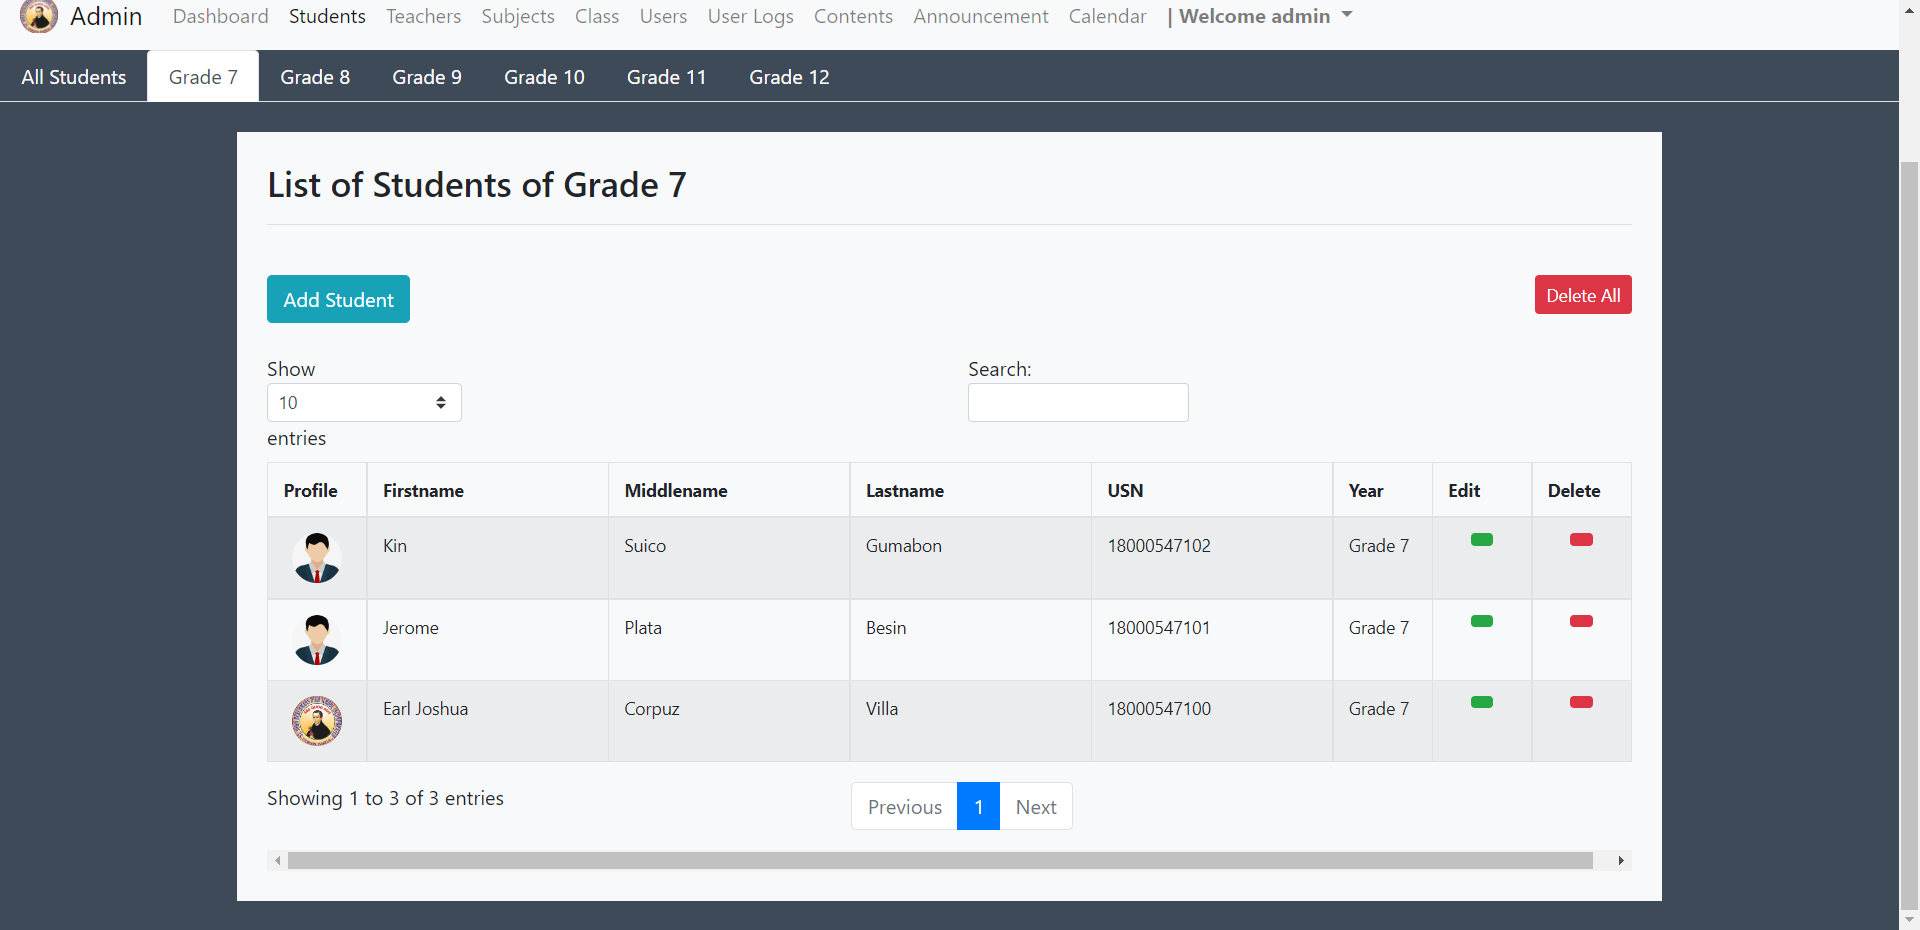 Admin Dashboard Students Teachers Subjects Class Users User Logs Contents Announcement Calendar | Welcome admin
All Students Grade 7 Grade 8 Grade 9 Grade 10 Grade 11 Grade 12
List of Students of Grade 7
Add Student Delete All
Show Search:
10
entries
Profile Firstname Middlename Lastname USN Year Edit Delete
Kin Suico Gumabon 18000547102 Grade 7
Jerome Plata Besin 18000547101 Grade 7
Earl Joshua Corpuz Villa 18000547100 Grade 7
Showing 1 to 3 of 3 entries Previous 1 Next